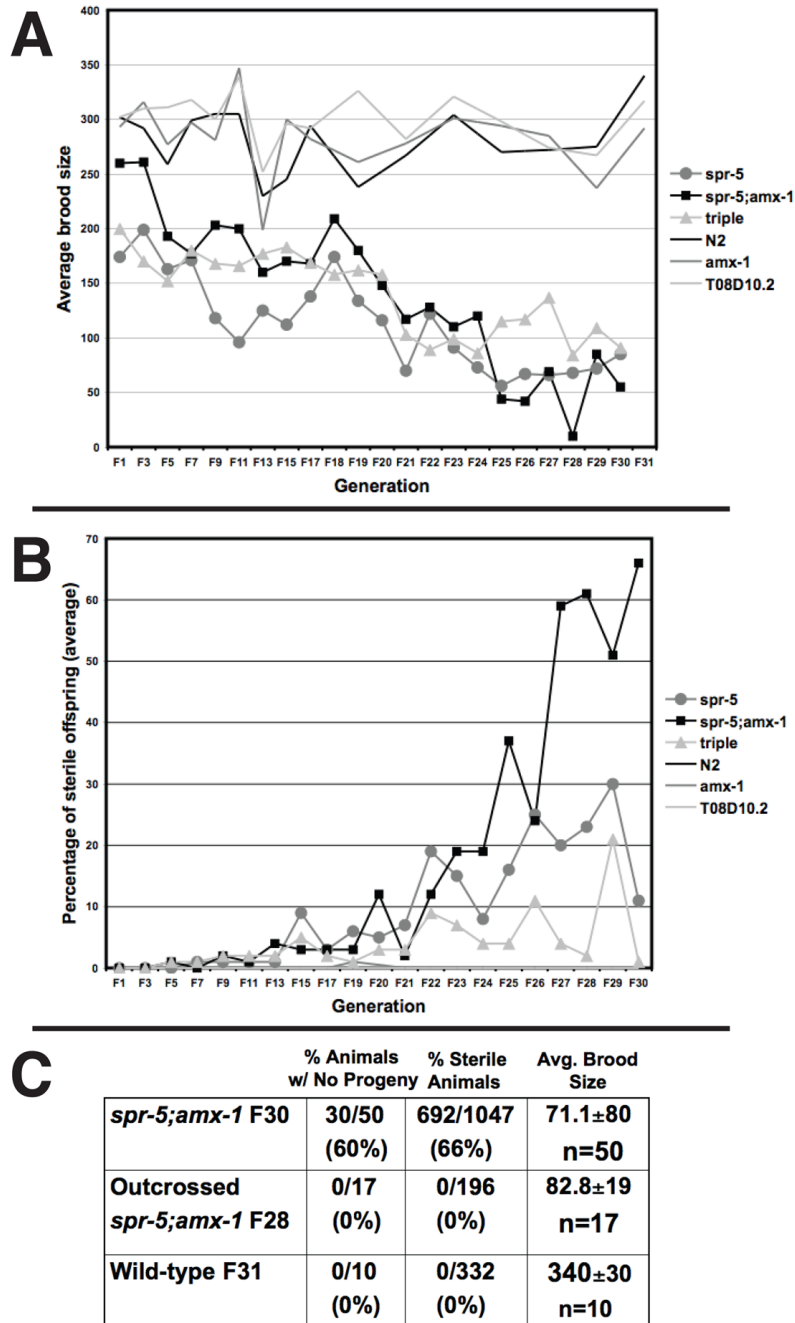 A
400
350
300
250
200
150
100
50
0
Average brood size
F1 F3 F5 F7 F9 F11 F13 F15 F17 F18 F19 F20 F21 F22 F23 F24 F25 F26 F27 F28 F29 F30 F31
Generation
spr-5
spr-5;amx-1
triple
N2
amx-1
T08D10.2
B
70
60
50
40
30
20
10
0
Percentage of sterile offspring (average)
F1 F3 F5 F7 F9 F11 F13 F15 F17 F19 F20 F21 F22 F23 F24 F25 F26 F27 F28 F29 F30
Generation
spr-5
spr-5;amx-1
triple
N2
amx-1
T08D10.2
C
% Animals % Sterile Avg. Brood
w/ No Progeny Animals Size
spr-5;amx-1 F30 30/50 692/1047 71.1±80
(60%) (66%) n=50
Outcrossed 0/17 0/196 82.8±19
spr-5;amx-1 F28 (0%) (0%) n=17
Wild-type F31 0/10 0/332 340±30
(0%) (0%) n=10